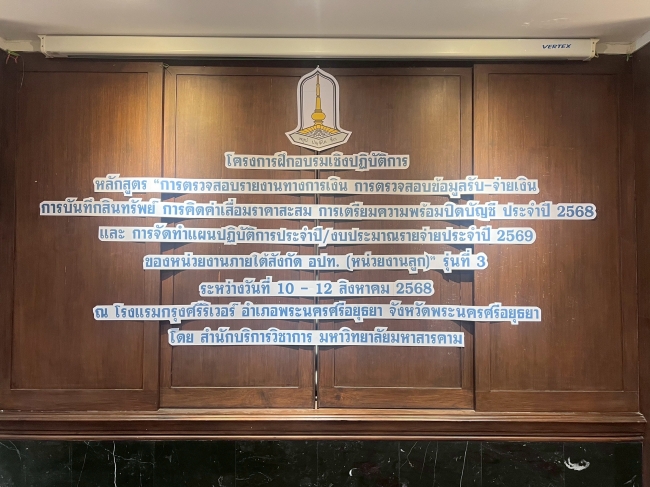 VERTEX
โครงการฝึกอบรมเชิงปฏิบัติการ
หลักสูตร "การตรวจสอบรายงานทางการเงิน การตรวจสอบข้อมูลรับ-จ่ายเงิน
การบันทึกสินทรัพย์ การคิดค่าเสื่อมราคาสะสม การเตรียมความพร้อมปิดบัญชี ประจำปี 2568
และ การจัดทำแผนปฏิบัติการประจำปี/งบประมาณรายจ่ายประจำปี 2569
ของหน่วยงานภายใต้สังกัด อปท. (หน่วยงานลูก)" รุ่นที่ 3
ระหว่างวันที่ 10 - 12 สิงหาคม 2568
ณ โรงแรมกรุงศรีริเวอร์ อำเภอพระนครศรีอยุธยา จังหวัดพระนครศรีอยุธยา
โดย สำนักบริการวิชาการ มหาวิทยาลัยมหาสารคาม